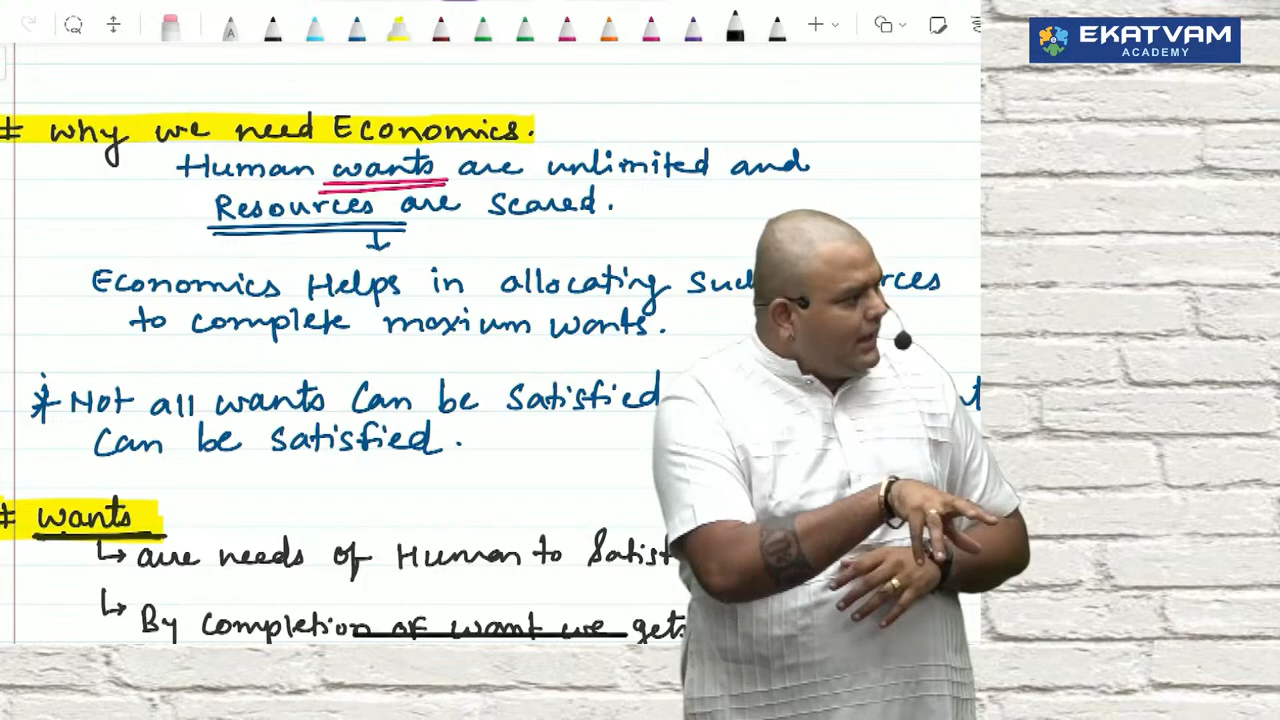 EKATVAM
ACADEMY
# why we need Economics.
Human wants are unlimited and
Resources are scared.
Economics Helps in allocating
to complete maxium wants.
* Not all wants can be satisfied
can be satisfied.
# wants
↳ are needs of Human to
↳ By completion of want we gets